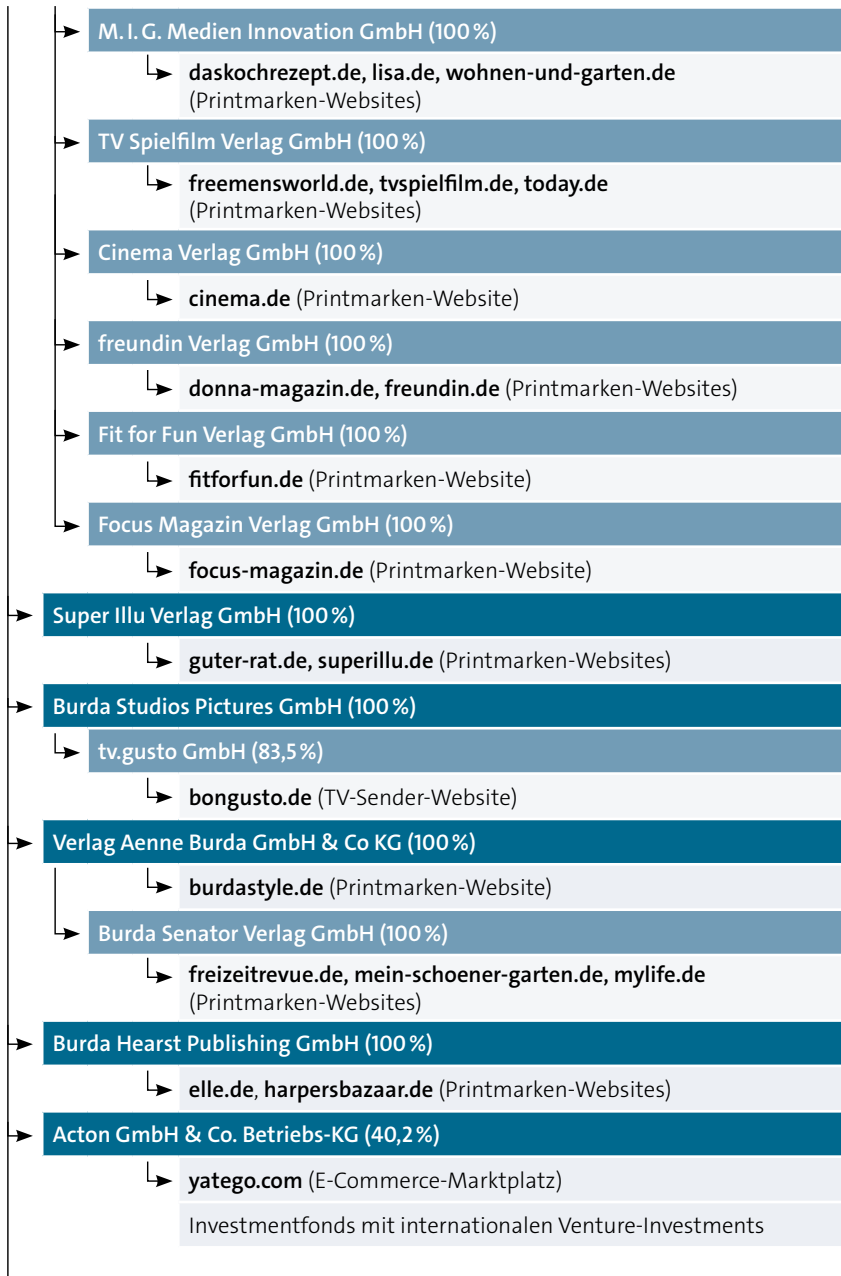 M. I. G. Medien Innovation GmbH (100 %)
daskochrezept.de, lisa.de, wohnen-und-garten.de
(Printmarken-Websites)
TV Spielfilm Verlag GmbH (100 %)
freemensworld.de, tvspielfilm.de, today.de
(Printmarken-Websites)
Cinema Verlag GmbH (100 %)
cinema.de (Printmarken-Website)
freundin Verlag GmbH (100 %)
donna-magazin.de, freundin.de (Printmarken-Websites)
Fit for Fun Verlag GmbH (100 %)
fitforfun.de (Printmarken-Website)
Focus Magazin Verlag GmbH (100 %)
focus-magazin.de (Printmarken-Website)
Super Illu Verlag GmbH (100 %)
guter-rat.de, superillu.de (Printmarken-Websites)
Burda Studios Pictures GmbH (100 %)
tv.gusto GmbH (83,5 %)
bongusto.de (TV-Sender-Website)
Verlag Aenne Burda GmbH & Co KG (100 %)
burdastyle.de (Printmarken-Website)
Burda Senator Verlag GmbH (100 %)
freizeitrevue.de, mein-schoener-garten.de, mylife.de
(Printmarken-Websites)
Burda Hearst Publishing GmbH (100 %)
elle.de, harpersbazaar.de (Printmarken-Websites)
Acton GmbH & Co. Betriebs-KG (40,2 %)
yatego.com (E-Commerce-Marktplatz)
Investmentfonds mit internationalen Venture-Investments